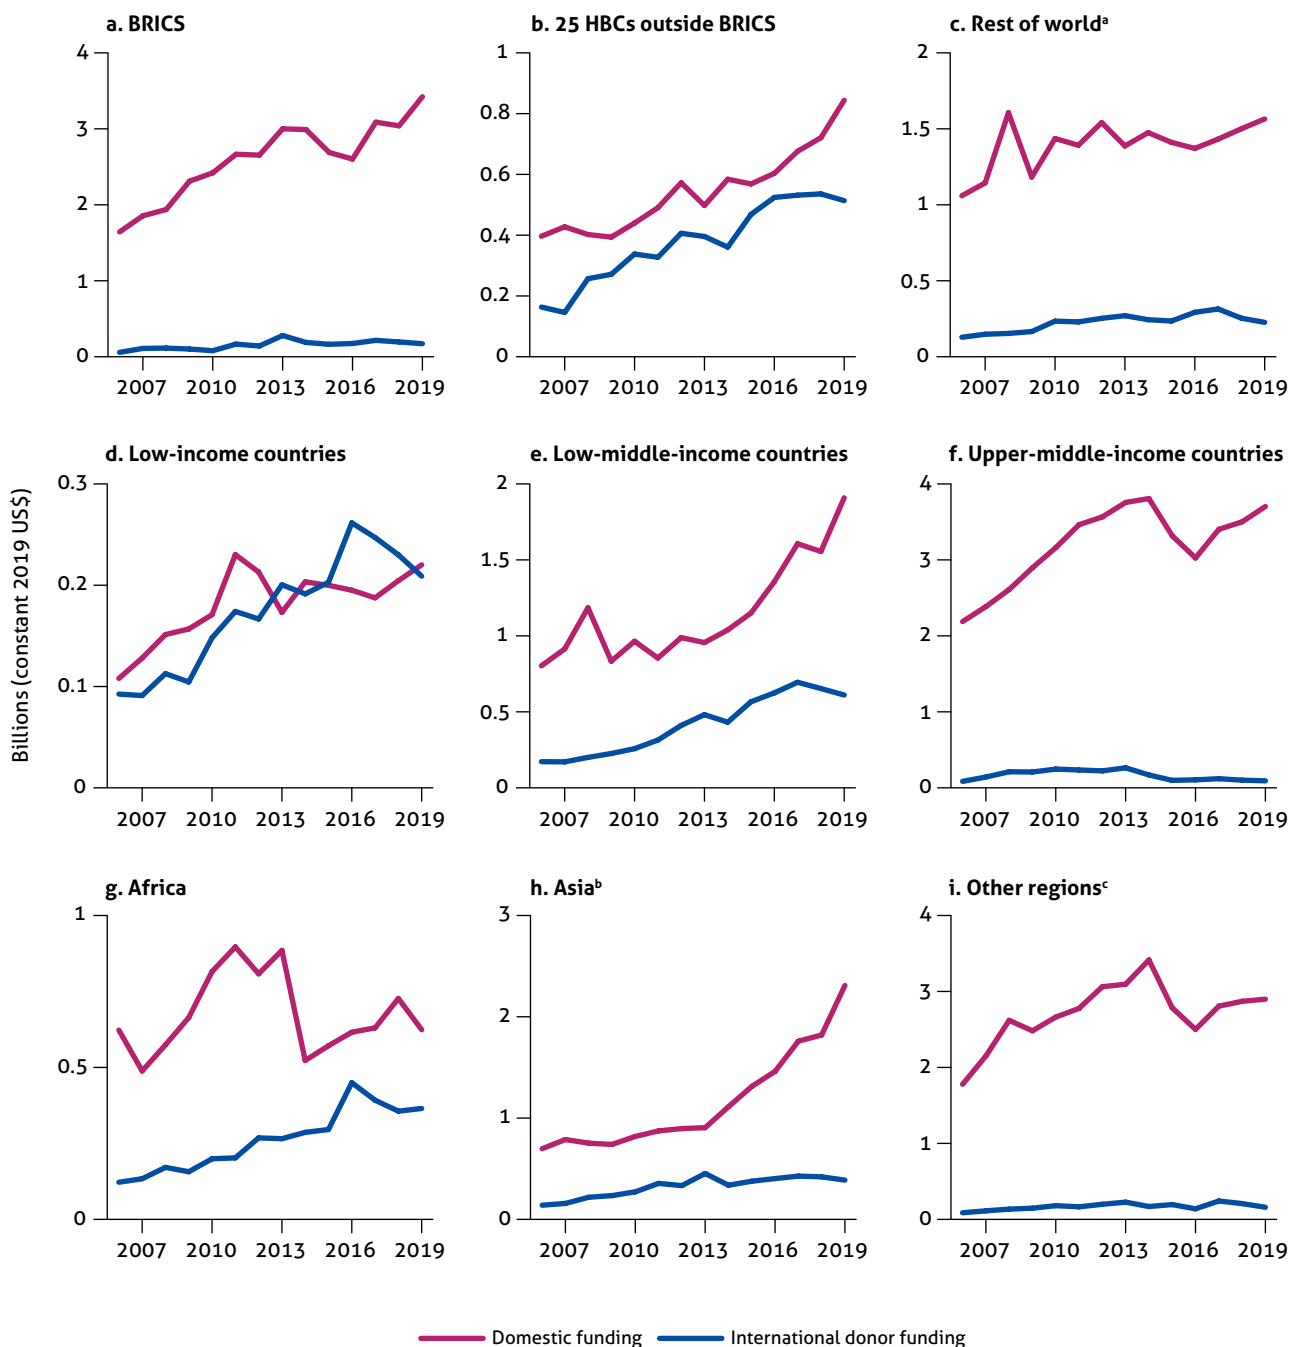 a. BRICS
4
3
2
1
0
2007 2010 2013 2016 2019
b. 25 HBCs outside BRICS
1
0.8
0.6
0.4
0.2
0
2007 2010 2013 2016 2019
c. Rest of worldᵃ
2
1.5
1
0.5
0
2007 2010 2013 2016 2019
Billions (constant 2019 US$)
d. Low-income countries
0.3
0.2
0.1
0
2007 2010 2013 2016 2019
e. Low-middle-income countries
2
1.5
1
0.5
0
2007 2010 2013 2016 2019
f. Upper-middle-income countries
4
3
2
1
0
2007 2010 2013 2016 2019
g. Africa
1
0.5
0
2007 2010 2013 2016 2019
h. Asiaᵇ
3
2
1
0
2007 2010 2013 2016 2019
i. Other regionsᶜ
4
3
2
1
0
2007 2010 2013 2016 2019
Domestic funding International donor funding